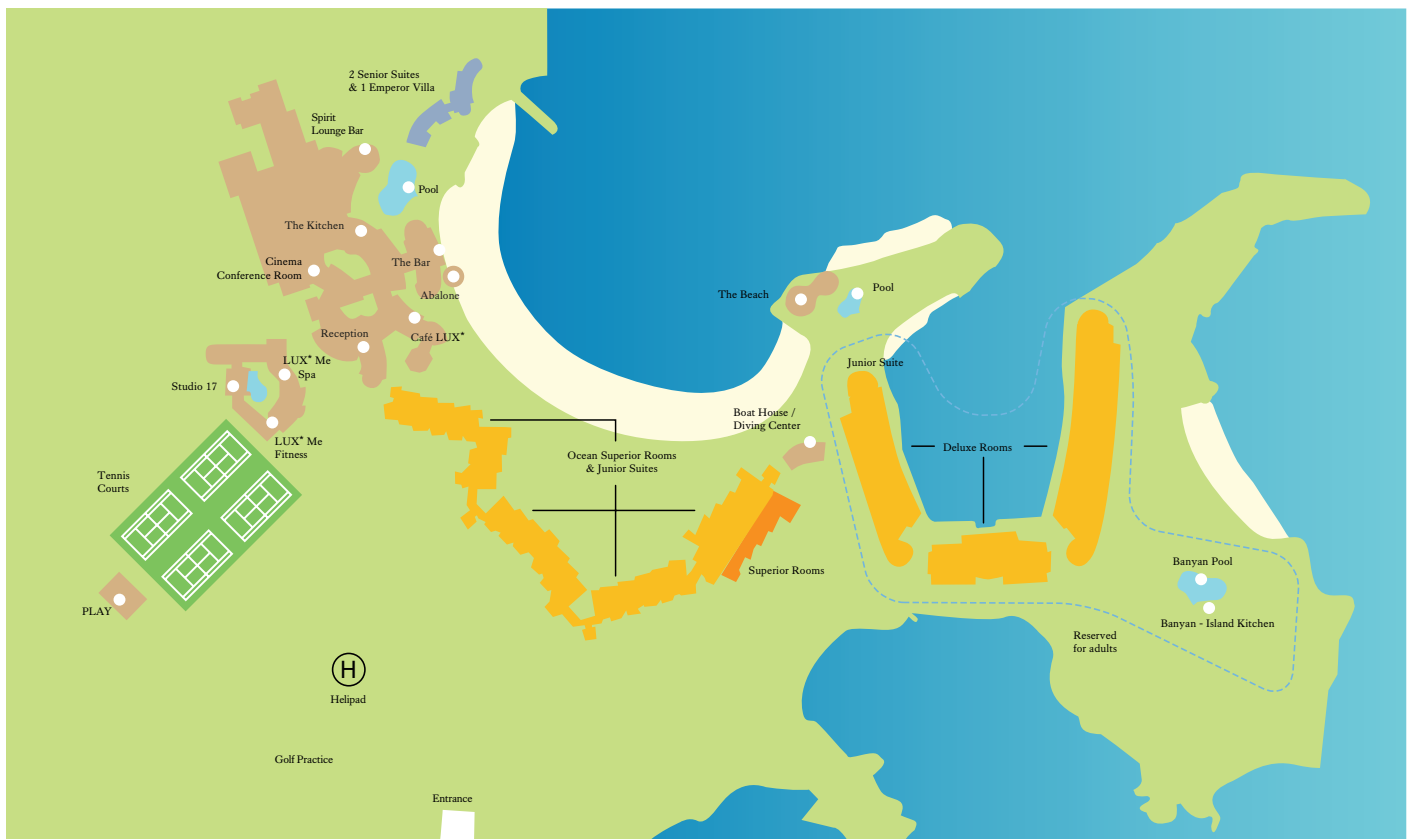 2 Senior Suites
& 1 Emperor Villa
Spirit
Lounge Bar
Pool
The Kitchen
Cinema
Conference Room
The Bar
Abalone
Reception
Café LUX*
LUX* Me
Spa
Studio 17
LUX* Me
Fitness
Tennis
Courts
PLAY
The Beach
Pool
Junior Suite
Boat House /
Diving Center
Ocean Superior Rooms
& Junior Suites
Deluxe Rooms
Superior Rooms
Banyan Pool
Banyan - Island Kitchen
Reserved
for adults
H
Helipad
Golf Practice
Entrance